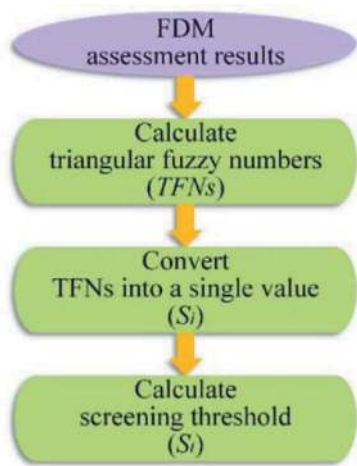 FDM
assessment results
Calculate
triangular fuzzy numbers
(TFNs)
Convert
TFNs into a single value
(Si)
Calculate
screening threshold
(Si)